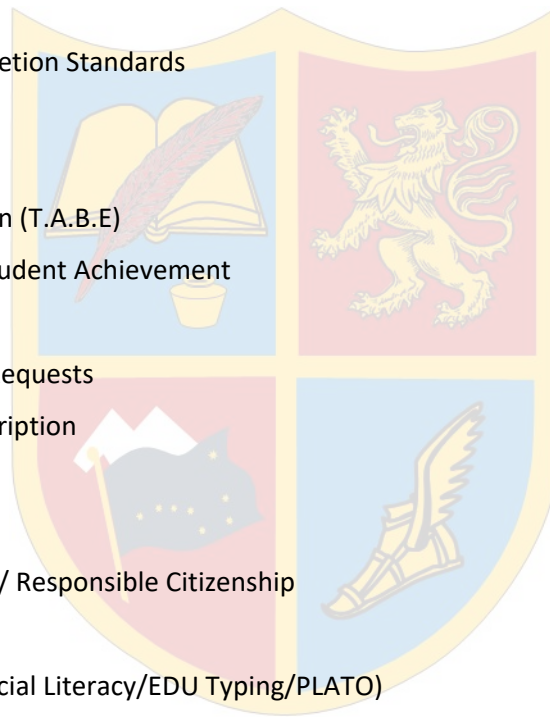 etion Standards
n (T.A.B.E)
udent Achievement
equests
ription
/ Responsible Citizenship
cial Literacy/EDU Typing/PLATO)